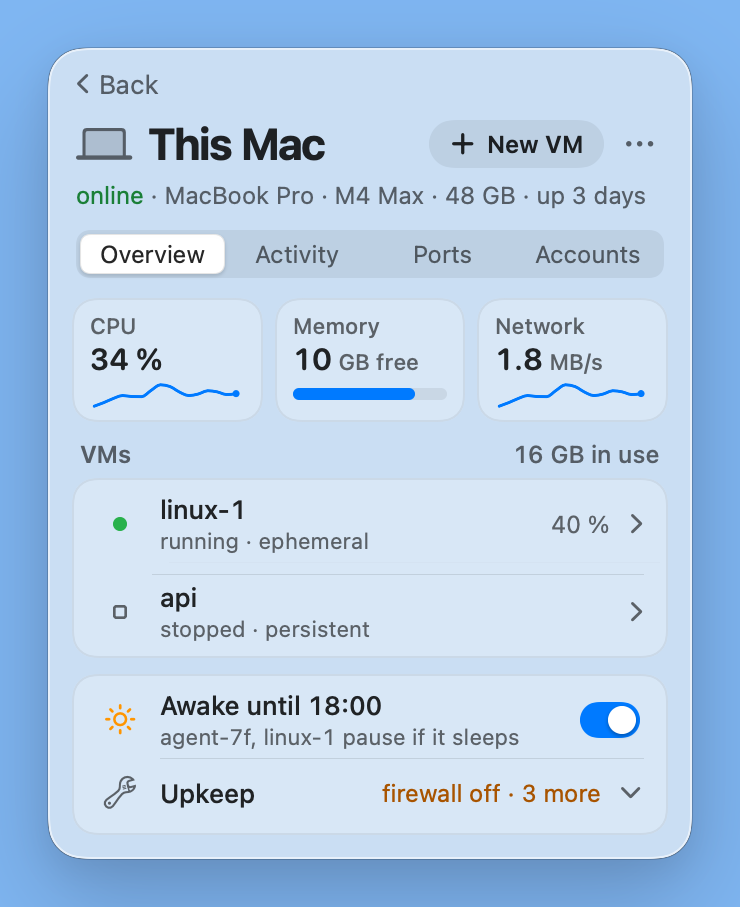 Back
This Mac
New VM
online · MacBook Pro · M4 Max · 48 GB · up 3 days
Overview Activity Ports Accounts
CPU Memory Network
34 % 10 GB free 1.8 MB/s
VMs 16 GB in use
linux-1
running · ephemeral
40 %
api
stopped · persistent
Awake until 18:00
agent-7f, linux-1 pause if it sleeps
Upkeep firewall off · 3 more